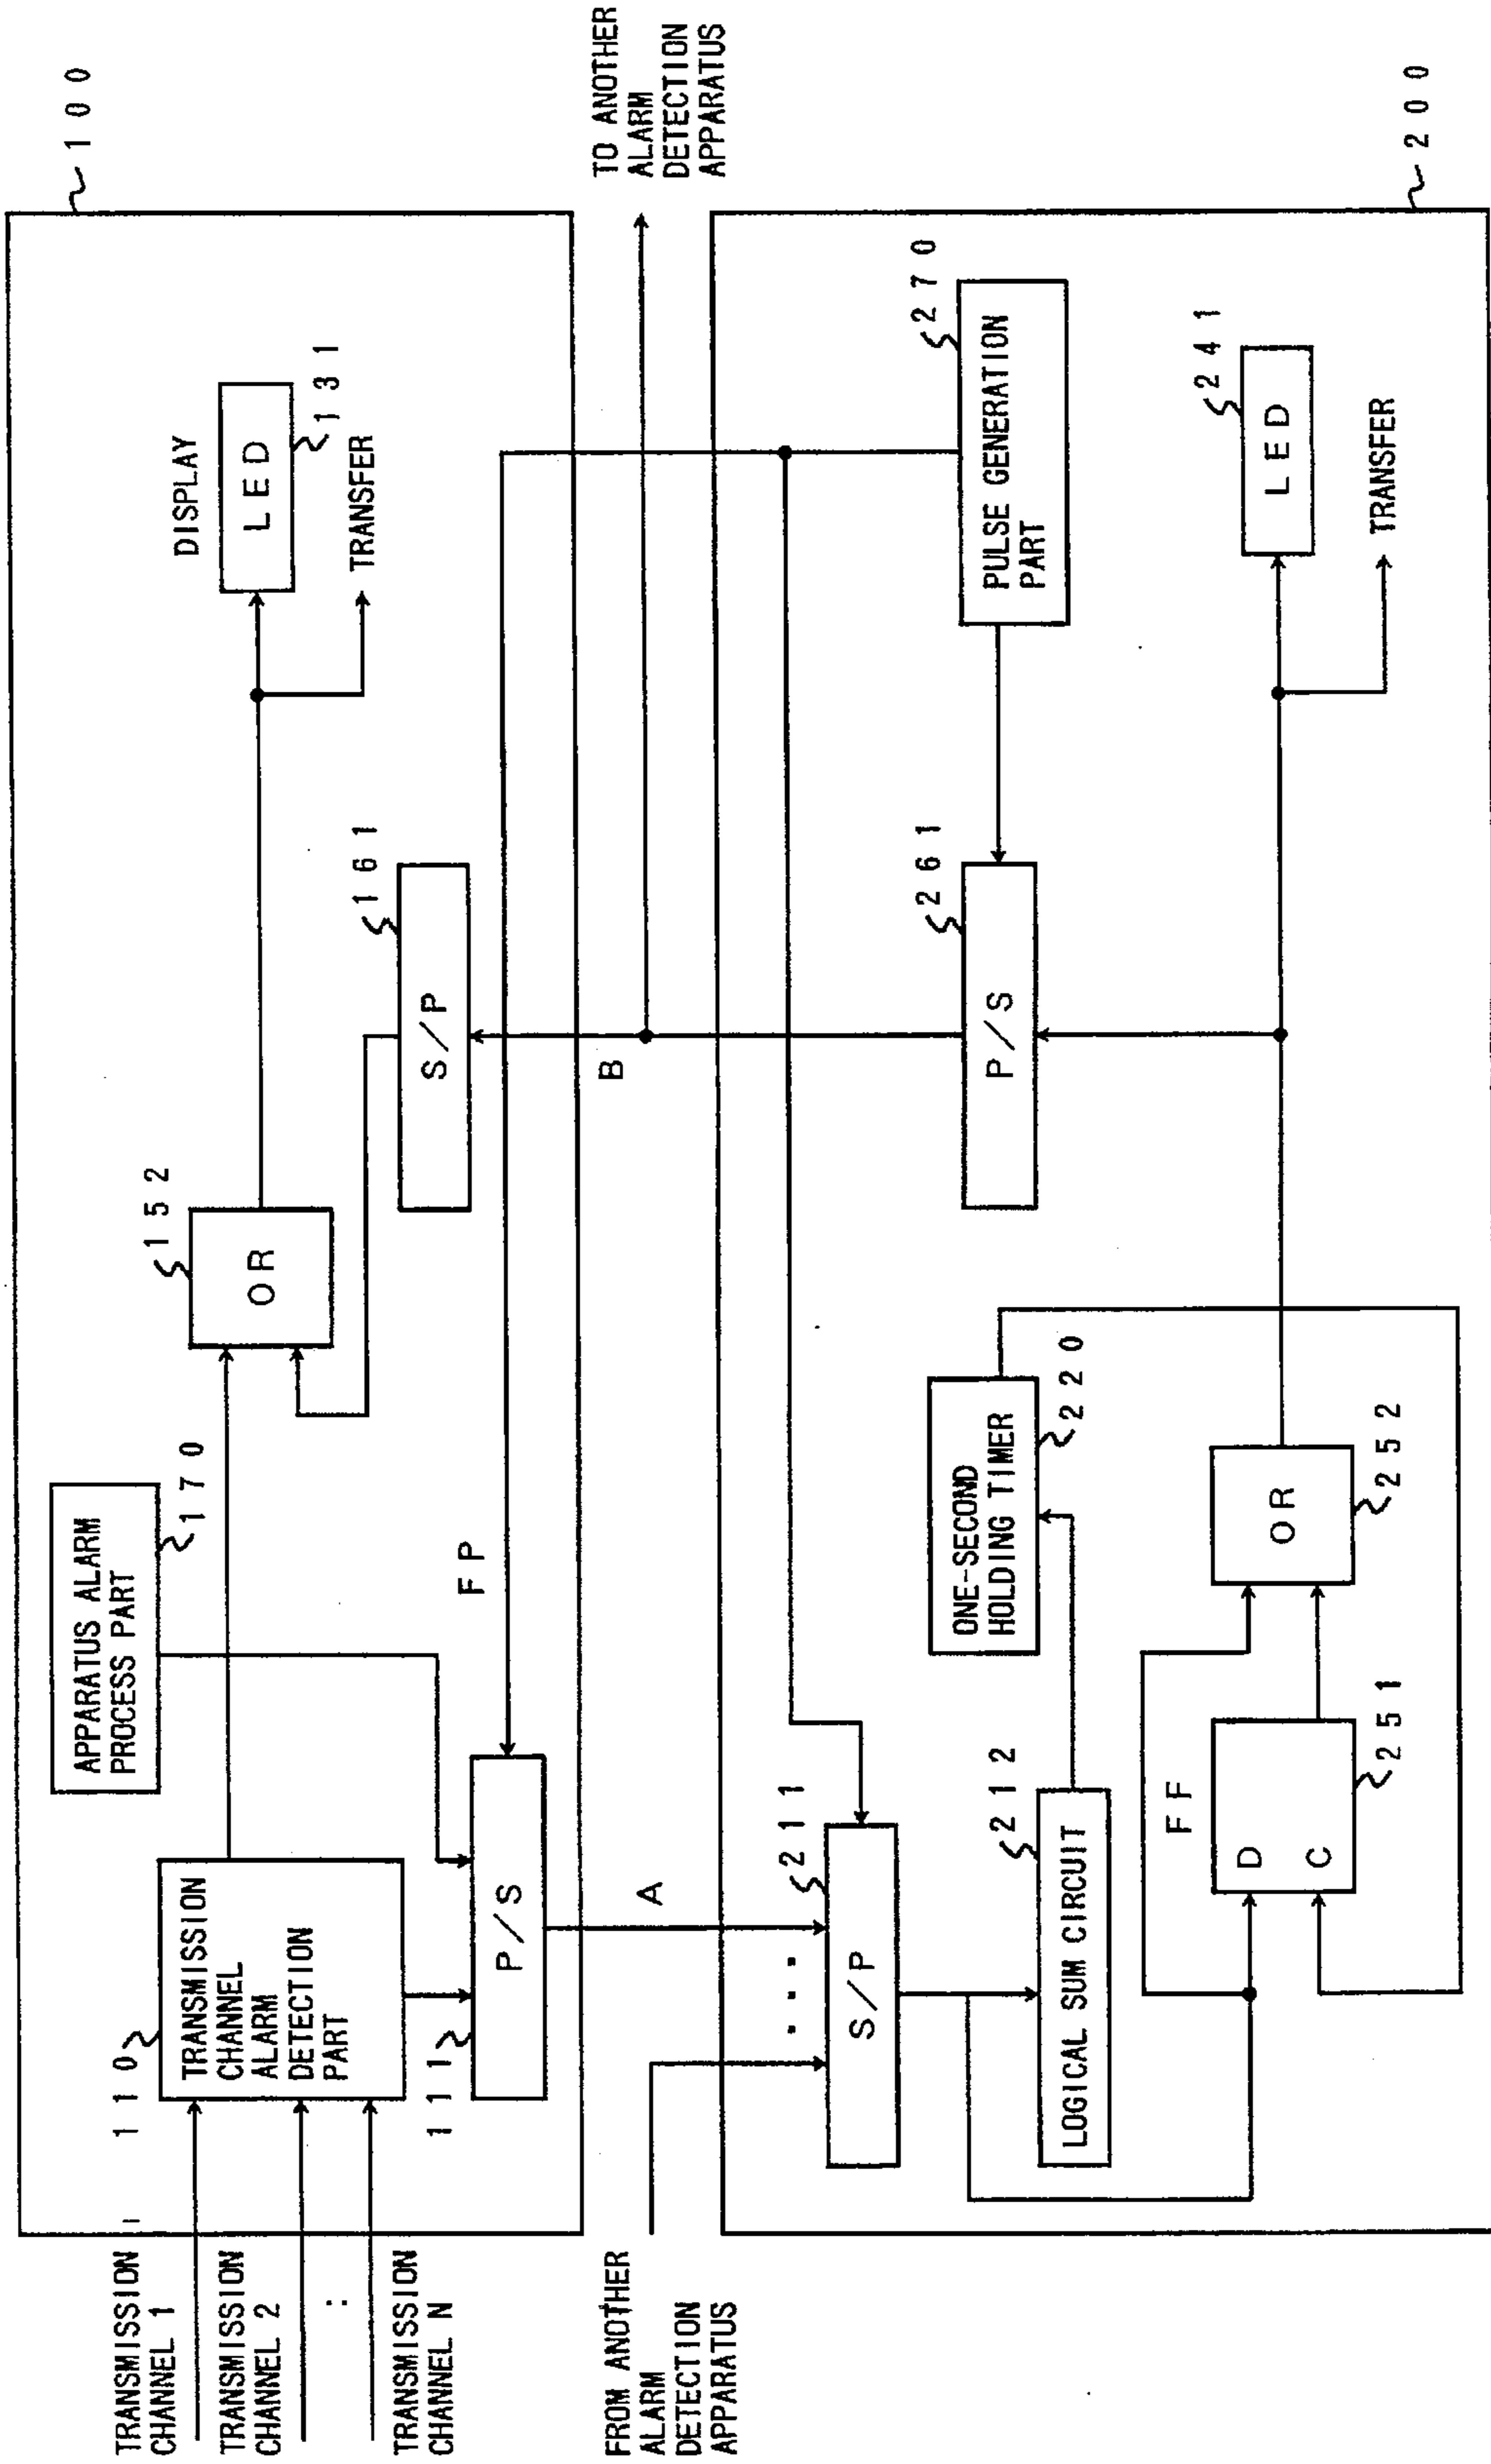 TRANSMISSION
CHANNEL 1
TRANSMISSION
CHANNEL 2
:
TRANSMISSION
CHANNEL N
110
TRANSMISSION
CHANNEL
ALARM
DETECTION
PART
111
P/S
APPARATUS ALARM
PROCESS PART
170
FP
152
OR
161
S/P
DISPLAY
LED
131
TRANSFER
100
A
B
TO ANOTHER
ALARM
DETECTION
APPARATUS
FROM ANOTHER
ALARM
DETECTION
APPARATUS
211
S/P
212
LOGICAL SUM CIRCUIT
ONE-SECOND
HOLDING TIMER
220
FF
D
C
251
OR
252
261
P/S
270
PULSE GENERATION
PART
241
LED
TRANSFER
200